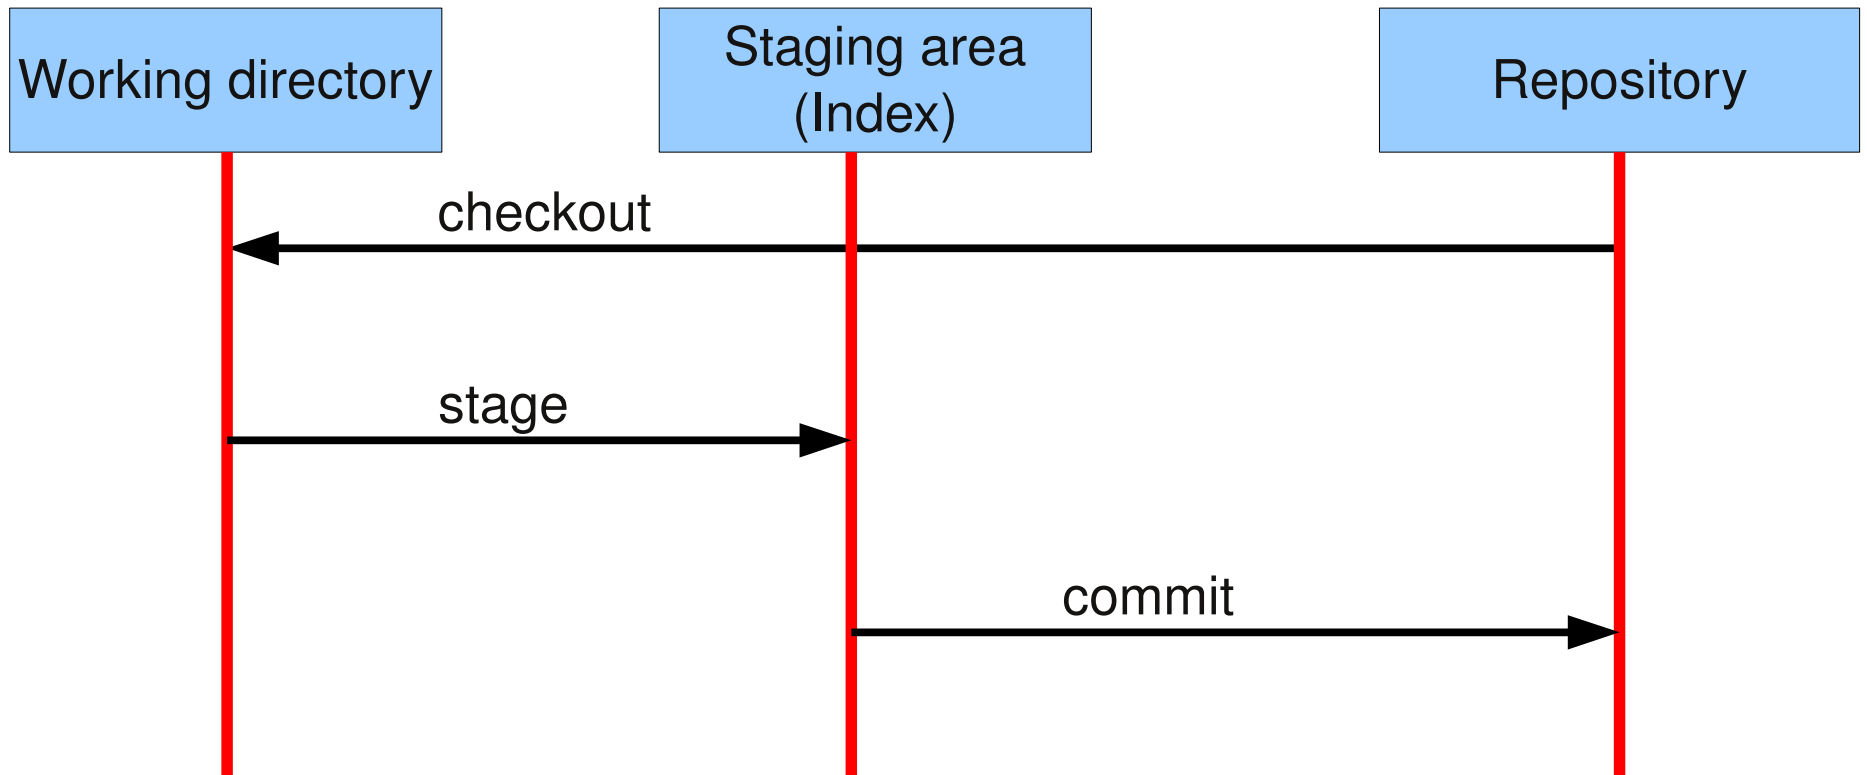 Working directory
Staging area
(Index)
Repository
checkout
stage
commit